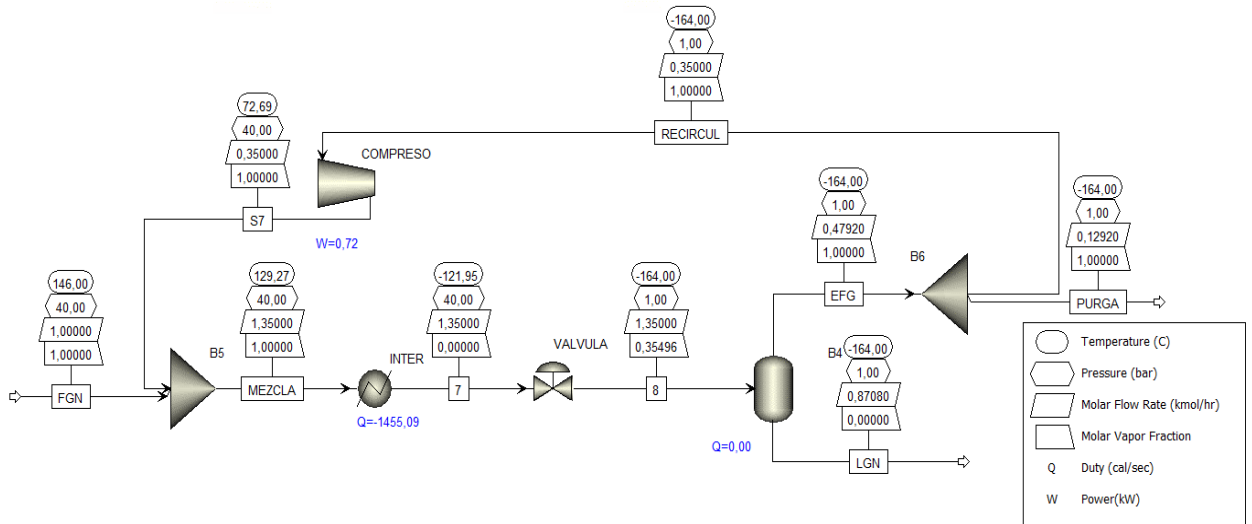 -164,00
1,00
0,35000
1,00000
RECIRCUL
72,69
40,00
0,35000
1,00000
S7
COMPRESO
W=0,72
-164,00
1,00
0,47920
1,00000
EFG
B6
-164,00
1,00
0,12920
1,00000
PURGA
146,00
40,00
1,00000
1,00000
FGN
B5
129,27
40,00
1,35000
1,00000
MEZCLA
INTER
Q=-1455,09
-121,95
40,00
1,35000
0,00000
7
VALVULA
-164,00
1,00
1,35000
0,35496
8
B4
Q=0,00
-164,00
1,00
0,87080
0,00000
LGN
Temperature (C)
Pressure (bar)
Molar Flow Rate (kmol/hr)
Molar Vapor Fraction
Q Duty (cal/sec)
W Power(kW)